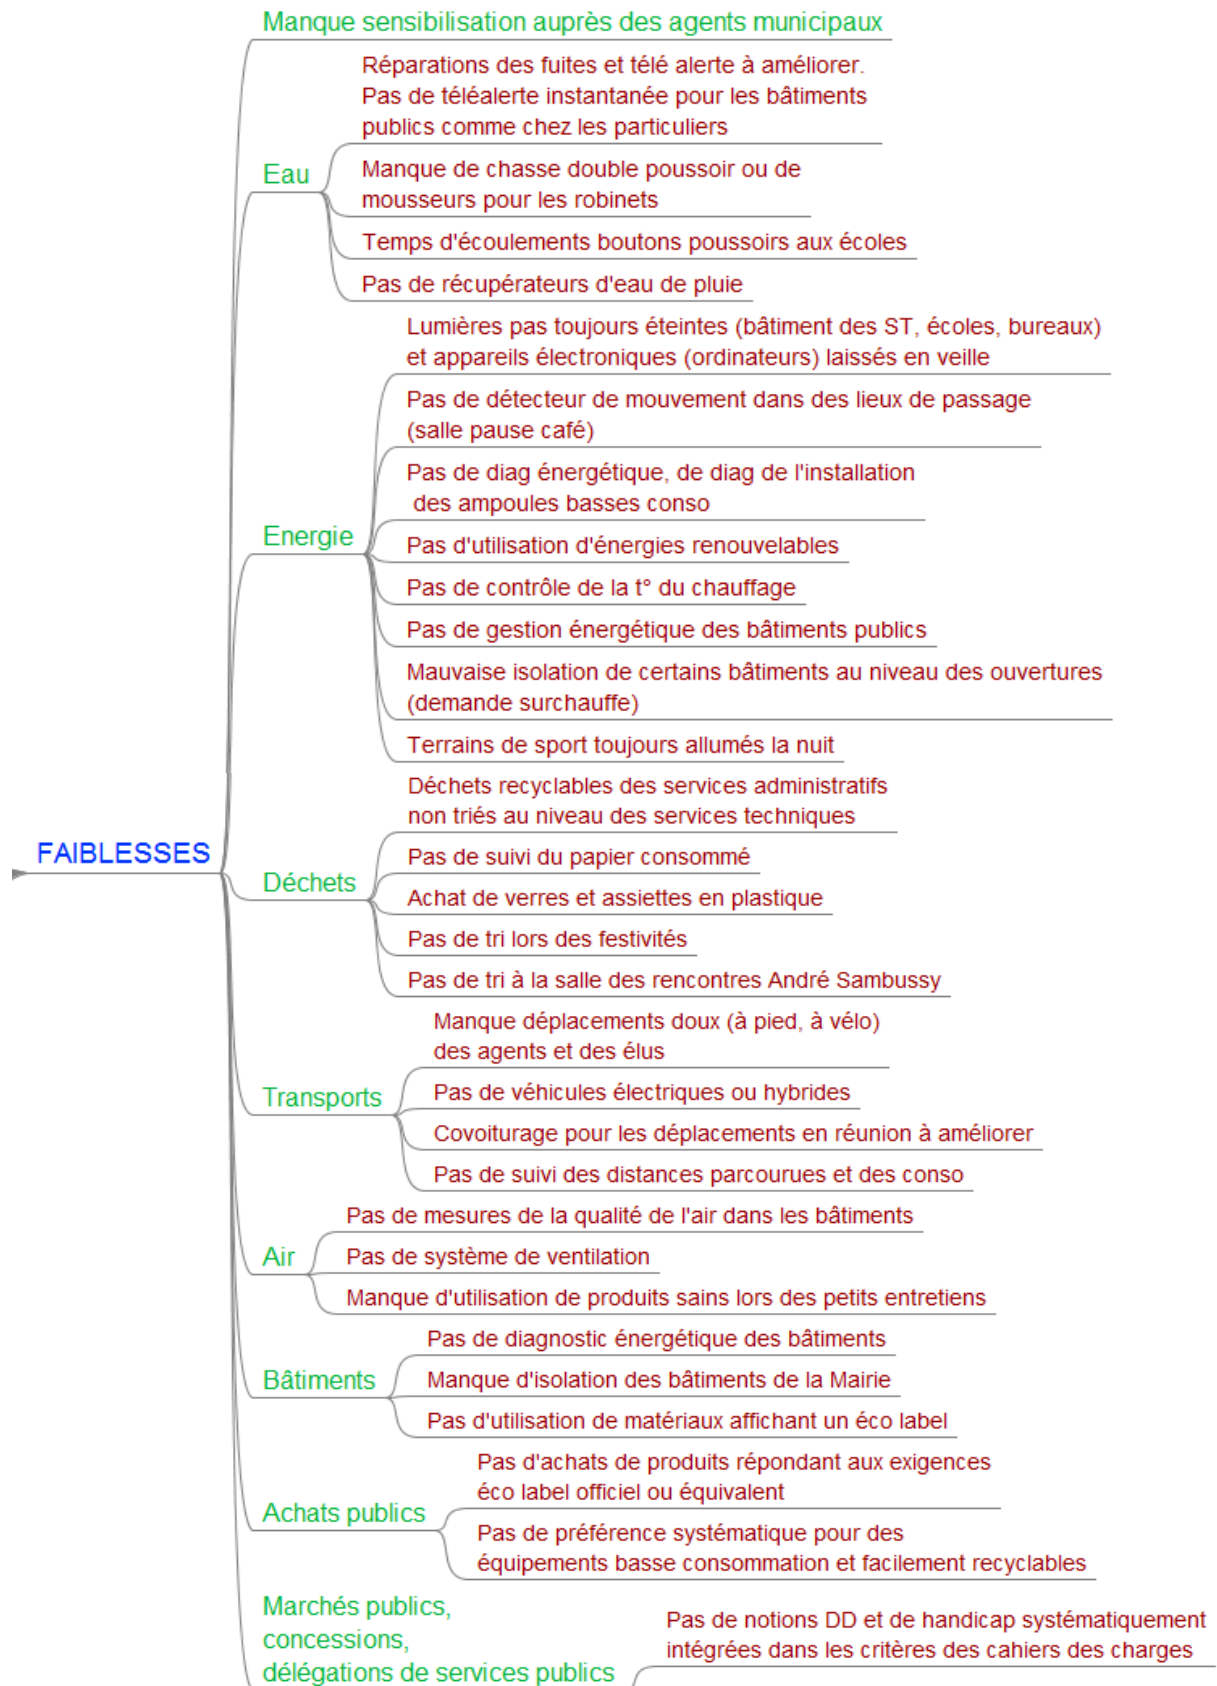 Manque sensibilisation auprès des agents municipaux
Réparations des fuites et télé alerte à améliorer.
Pas de téléalerte instantanée pour les bâtiments
publics comme chez les particuliers
Eau
Manque de chasse double poussoir ou de
mousseurs pour les robinets
Temps d'écoulements boutons poussoirs aux écoles
Pas de récupérateurs d'eau de pluie
Lumières pas toujours éteintes (bâtiment des ST, écoles, bureaux)
et appareils électroniques (ordinateurs) laissés en veille
Pas de détecteur de mouvement dans des lieux de passage
(salle pause café)
Pas de diag énergétique, de diag de l'installation
des ampoules basses conso
Energie
Pas d'utilisation d'énergies renouvelables
Pas de contrôle de la t° du chauffage
Pas de gestion énergétique des bâtiments publics
Mauvaise isolation de certains bâtiments au niveau des ouvertures
(demande surchauffe)
Terrains de sport toujours allumés la nuit
FAIBLESSES
Déchets recyclables des services administratifs
non triés au niveau des services techniques
Pas de suivi du papier consommé
Déchets
Achat de verres et assiettes en plastique
Pas de tri lors des festivités
Pas de tri à la salle des rencontres André Sambussy
Manque déplacements doux (à pied, à vélo)
des agents et des élus
Transports
Pas de véhicules électriques ou hybrides
Covoiturage pour les déplacements en réunion à améliorer
Pas de suivi des distances parcourues et des conso
Pas de mesures de la qualité de l'air dans les bâtiments
Air
Pas de système de ventilation
Manque d'utilisation de produits sains lors des petits entretiens
Pas de diagnostic énergétique des bâtiments
Bâtiments
Manque d'isolation des bâtiments de la Mairie
Pas d'utilisation de matériaux affichant un éco label
Pas d'achats de produits répondant aux exigences
éco label officiel ou équivalent
Achats publics
Pas de préférence systématique pour des
équipements basse consommation et facilement recyclables
Marchés publics,
concessions,
délégations de services publics
Pas de notions DD et de handicap systématiquement
intégrées dans les critères des cahiers des charges